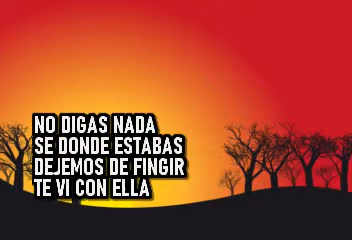 NO DIGAS NADA
SE DONDE ESTABAS
DEJEMOS DE FINGIR
TE VI CON ELLA